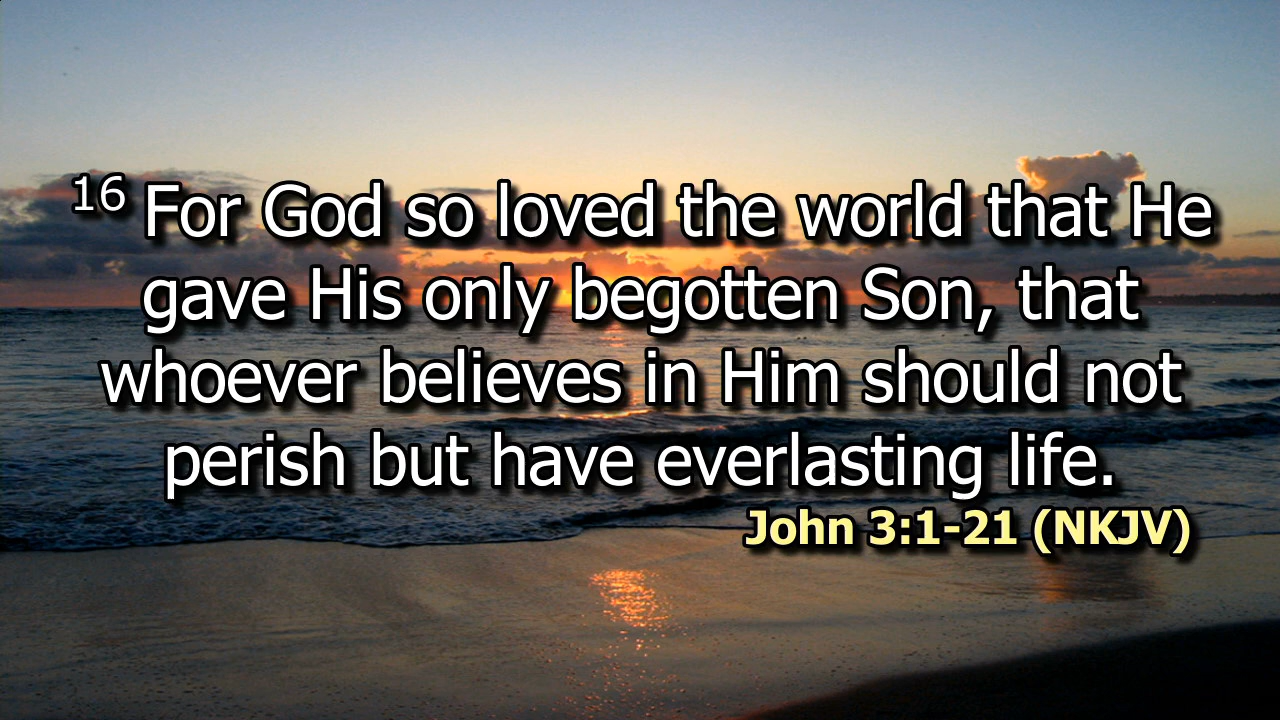 16 For God so loved the world that He
gave His only begotten Son, that
whoever believes in Him should not
perish but have everlasting life.
John 3:1-21 (NKJV)